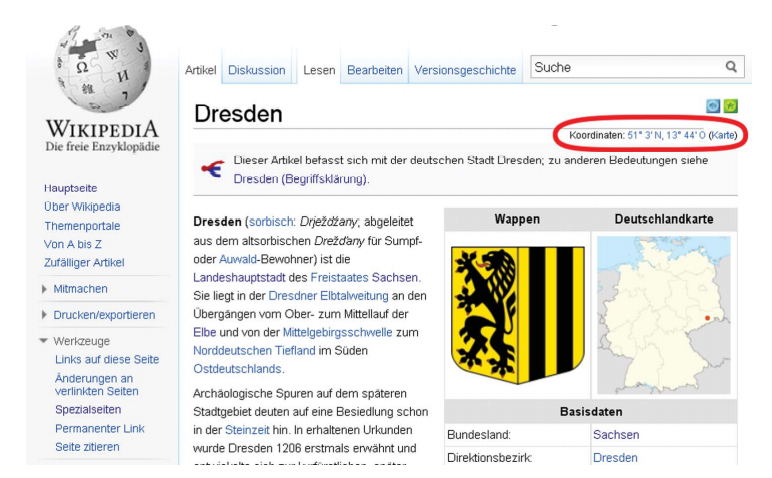 Artikel Diskussion Lesen Bearbeiten Versionsgeschichte Suche
WIKIPEDIA
Die freie Enzyklopädie
Hauptseite
Über Wikipedia
Themenportale
Von A bis Z
Zufälliger Artikel
Mitmachen
Drucken/exportieren
Werkzeuge
Links auf diese Seite
Änderungen an
verlinkten Seiten
Spezialseiten
Permanenter Link
Seite zitieren
Dresden
Koordinaten: 51° 3′ N, 13° 44′ O (Karte)
Dieser Artikel befasst sich mit der deutschen Stadt Dresden; zu anderen Bedeutungen siehe
Dresden (Begriffsklärung).
Dresden (sorbisch: Drježdźany; abgeleitet
aus dem altsorbischen Drežďany für Sumpf-
oder Auwald-Bewohner) ist die
Landeshauptstadt des Freistaates Sachsen.
Sie liegt in der Dresdner Elbtalweitung an den
Übergängen vom Ober- zum Mittellauf der
Elbe und von der Mittelgebirgsschwelle zum
Norddeutschen Tiefland im Süden
Ostdeutschlands.
Archäologische Spuren auf dem späteren
Stadtgebiet deuten auf eine Besiedlung schon
in der Steinzeit hin. In erhaltenen Urkunden
wurde Dresden 1206 erstmals erwähnt und
entwickelte sich zur kurfürstlichen, später
Wappen Deutschlandkarte
Basisdaten
Bundesland: Sachsen
Direktionsbezirk: Dresden